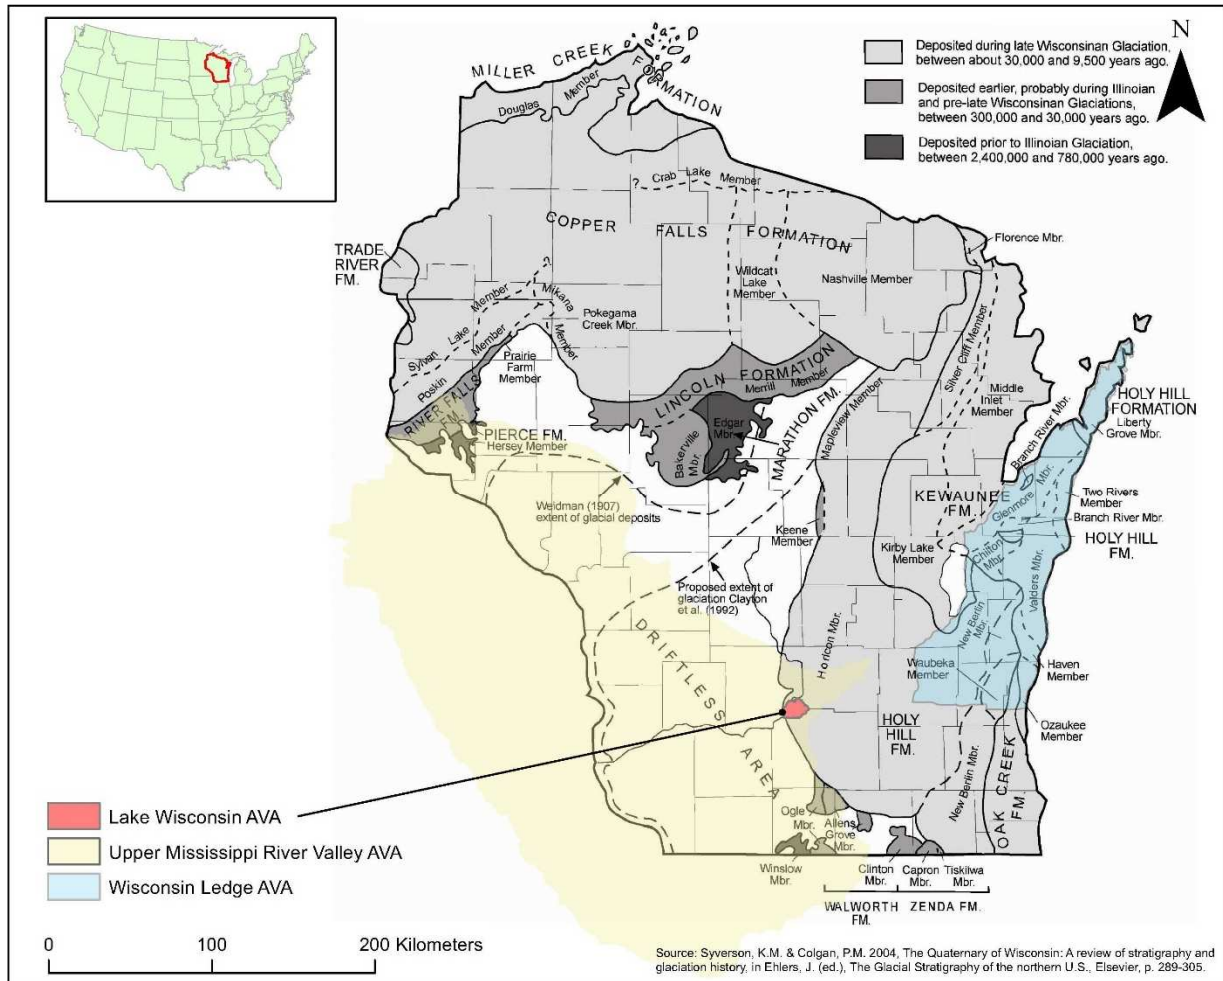 N
Deposited during late Wisconsinan Glaciation,
between about 30,000 and 9,500 years ago.
Deposited earlier, probably during Illinoian
and pre-late Wisconsinan Glaciations,
between 300,000 and 30,000 years ago.
Deposited prior to Illinoian Glaciation,
between 2,400,000 and 780,000 years ago.
MILLER CREEK FORMATION
Douglas Member
? Crab Lake Member
COPPER FALLS FORMATION
Florence Mbr.
TRADE
RIVER
FM.
Wildcat
Lake
Member
Nashville Member
?
Sylvan Lake Member
Mikana Member
Pokegama
Creek Mbr.
Poskin Member
Prairie
Farm
Member
Silver Cliff Member
Middle
Inlet
Member
LINCOLN FORMATION
Merrill Member
RIVER FALLS
FM.
PIERCE FM.
Hersey Member
Edgar
Mbr.
Bakerville
Mbr.
MARATHON FM.
Mapleview Member
Branch River Mbr.
HOLY HILL
FORMATION
Liberty
Grove Mbr.
Weidman (1907)
extent of glacial deposits
KEWAUNEE
FM.
Glenmore Mbr.
Two Rivers
Member
Branch River Mbr.
Keene
Member
Kirby Lake
Member
Chilton
Mbr.
HOLY HILL
FM.
Valders Mbr.
Proposed extent of
glaciation Clayton
et al. (1992)
New Berlin
Mbr.
Horicon Mbr.
DRIFTLESS AREA
Waubeka
Member
Haven
Member
HOLY
HILL
FM.
Ozaukee
Member
New Berlin Mbr.
OAK CREEK
FM
Ogle
Mbr.
Allens
Grove
Mbr.
Winslow
Mbr.
Clinton
Mbr.
Capron
Mbr.
Tiskilwa
Mbr.
WALWORTH
FM.
ZENDA FM.
Lake Wisconsin AVA
Upper Mississippi River Valley AVA
Wisconsin Ledge AVA
0 100 200 Kilometers
Source: Syverson, K.M. & Colgan, P.M. 2004, The Quaternary of Wisconsin: A review of stratigraphy and
glaciation history, in Ehlers, J. (ed.), The Glacial Stratigraphy of the northern U.S., Elsevier, p. 289-305.